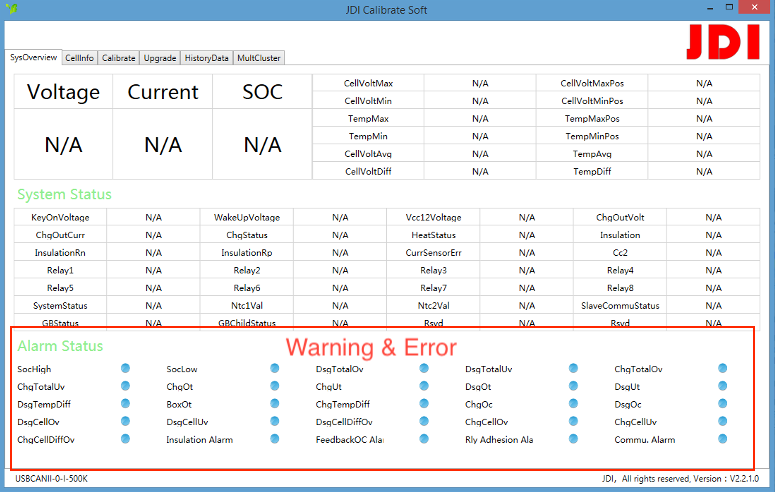 JDI Calibrate Soft
JDI
SysOverview CellInfo Calibrate Upgrade HistoryData MultCluster
Voltage Current SOC
N/A N/A N/A
CellVoltMax N/A CellVoltMaxPos N/A
CellVoltMin N/A CellVoltMinPos N/A
TempMax N/A TempMaxPos N/A
TempMin N/A TempMinPos N/A
CellVoltAvg N/A TempAvg N/A
CellVoltDiff N/A TempDiff N/A
System Status
KeyOnVoltage N/A WakeUpVoltage N/A Vcc12Voltage N/A ChgOutVolt N/A
ChgOutCurr N/A ChgStatus N/A HeatStatus N/A Insulation N/A
InsulationRn N/A InsulationRp N/A CurrSensorErr N/A Cc2 N/A
Relay1 N/A Relay2 N/A Relay3 N/A Relay4 N/A
Relay5 N/A Relay6 N/A Relay7 N/A Relay8 N/A
SystemStatus N/A Ntc1Val N/A Ntc2Val N/A SlaveCommuStatus N/A
GBStatus N/A GBChildStatus N/A Rsvd N/A Rsvd N/A
Alarm Status Warning & Error
SocHigh SocLow DsgTotalOv DsgTotalUv ChgTotalOv
ChgTotalUv ChgOt ChgUt DsgOt DsgUt
DsgTempDiff BoxOt ChgTempDiff ChgOc DsgOc
DsgCellOv DsgCellUv DsgCellDiffOv ChgCellOv ChgCellUv
ChgCellDiffOv Insulation Alarm FeedbackOC Alar Rly Adhesion Ala Commu. Alarm
USBCANII-0-I-500K JDI, All rights reserved, Version : V2.2.1.0